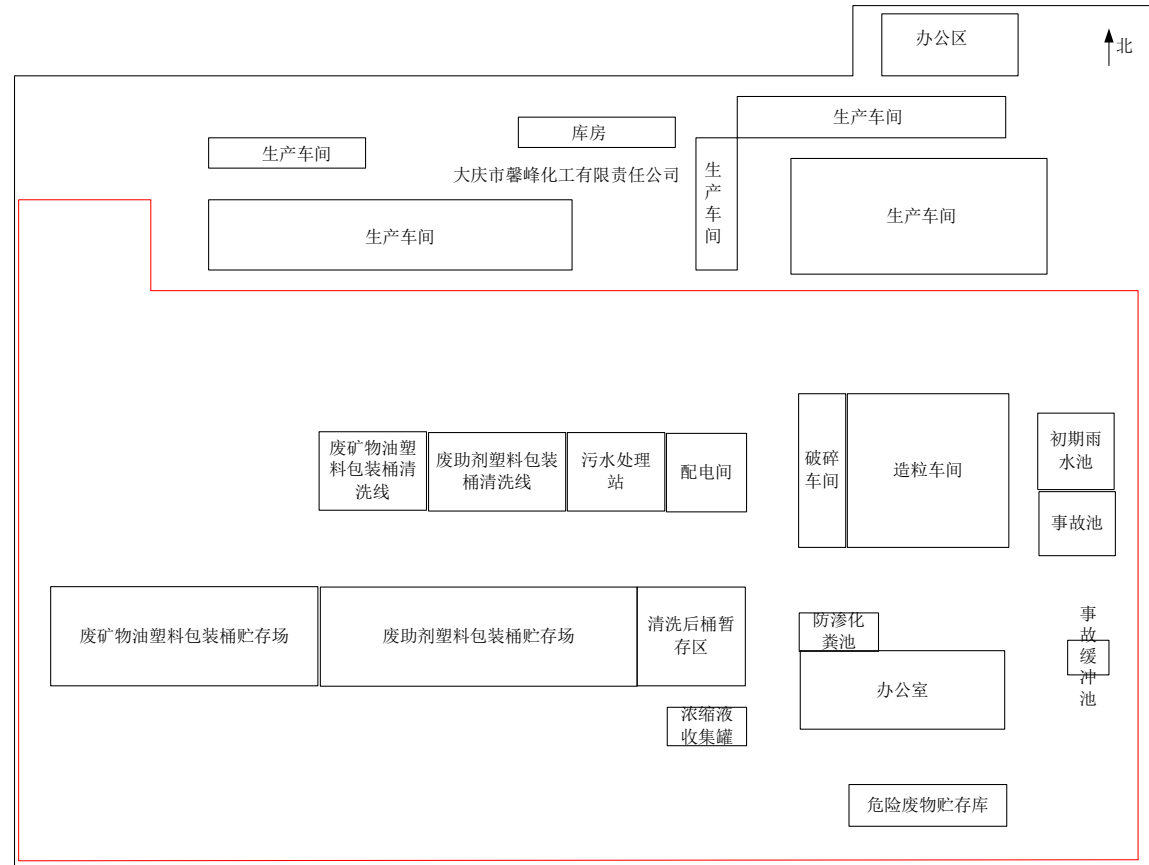 办公区
北
生产车间
库房
生产车间
大庆市馨峰化工有限责任公司
生
产
车
间
生产车间
生产车间
废矿物油塑
料包装桶清
洗线
废助剂塑料包装
桶清洗线
污水处理
站
配电间
破碎
车间
造粒车间
初期雨
水池
事故池
废矿物油塑料包装桶贮存场
废助剂塑料包装桶贮存场
清洗后桶暂
存区
防渗化
粪池
事
故
缓
冲
池
办公室
浓缩液
收集罐
危险废物贮存库